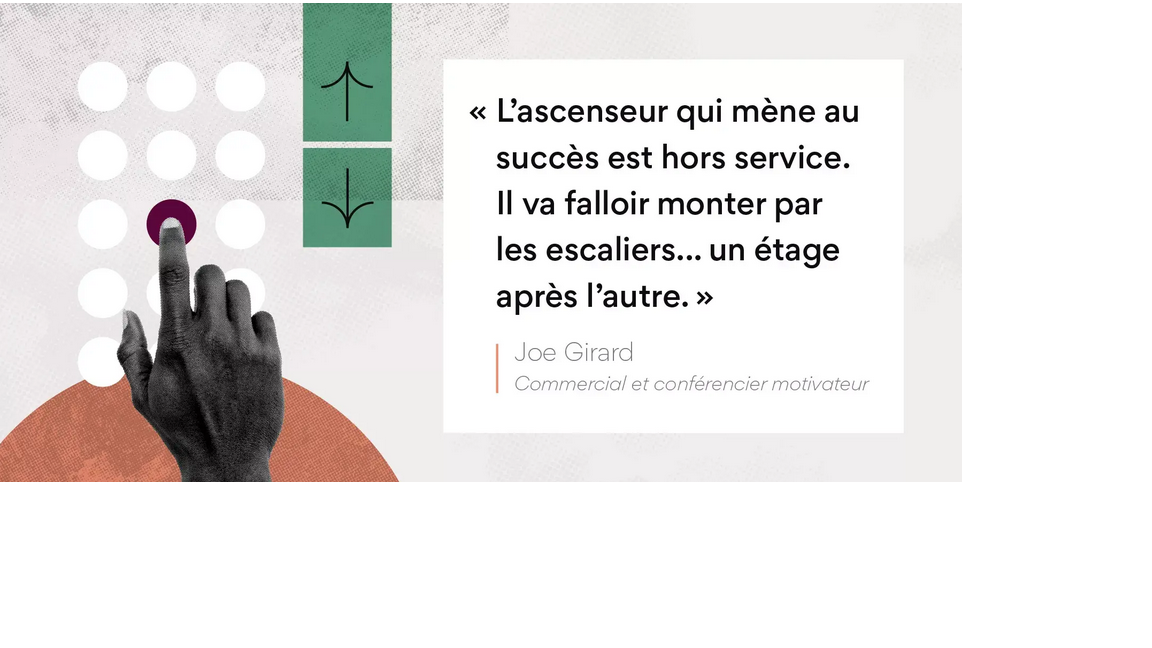 « L’ascenseur qui mène au
succès est hors service.
Il va falloir monter par
les escaliers... un étage
après l’autre. »
Joe Girard
Commercial et conférencier motivateur